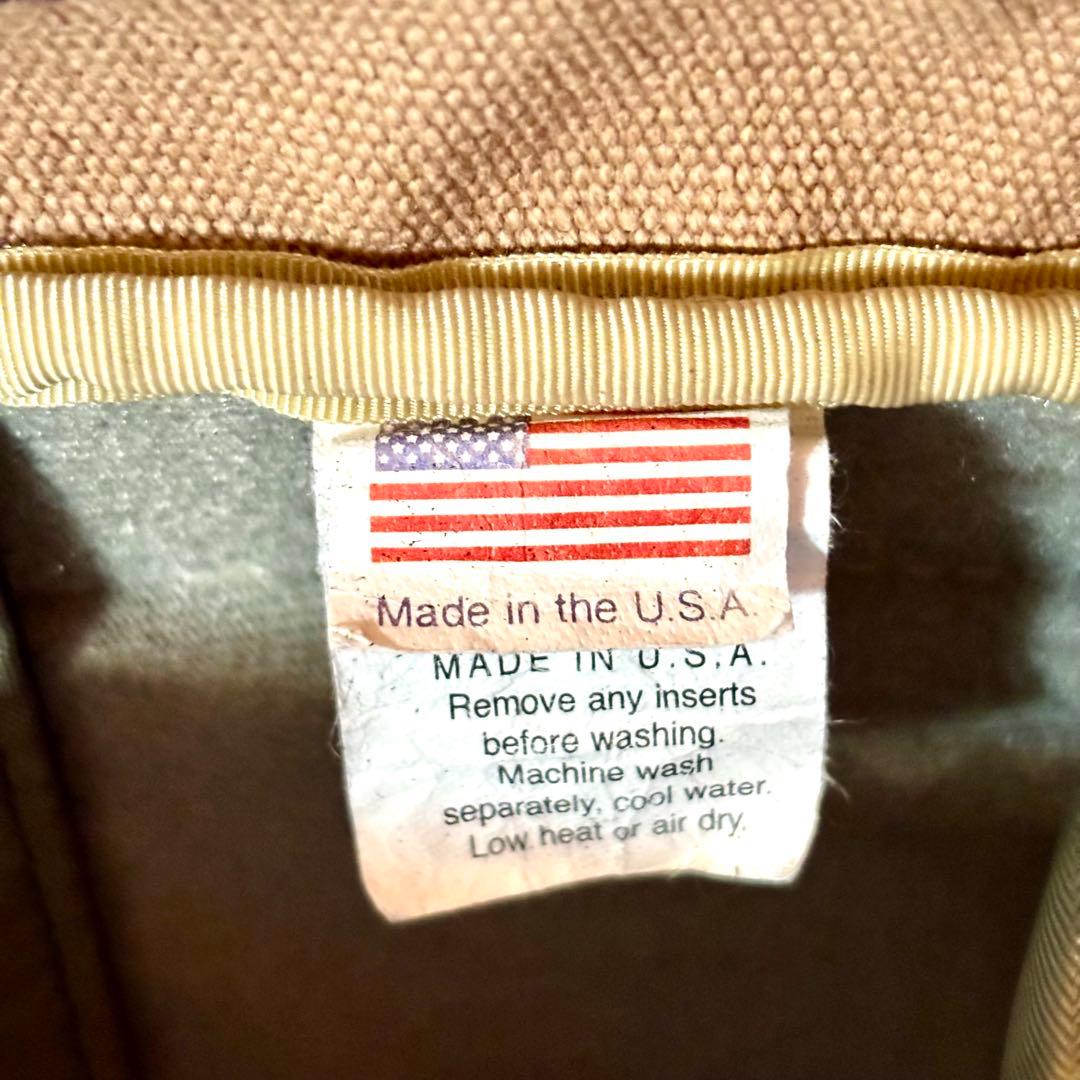 Made in the U.S.A.
MADE IN U.S.A.
Remove any inserts
before washing.
Machine wash
separately, cool water.
Low heat or air dry.